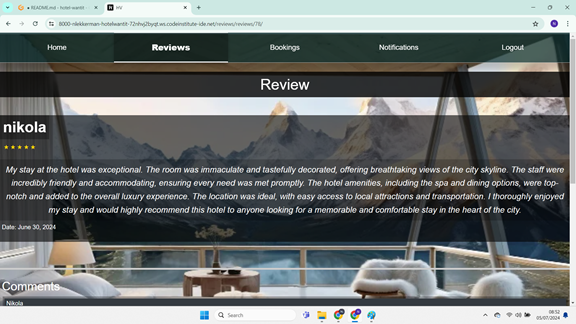 README.md - hotel-wantit -
HV
8000-nikkerman-hotelwantit-72nhvj2byqt.ws.codeinstitute-ide.net/reviews/reviews/78/
Home
Reviews
Bookings
Notifications
Logout
Review
nikola
★★★★★
My stay at the hotel was exceptional. The room was immaculate and tastefully decorated, offering breathtaking views of the city skyline. The staff were
incredibly friendly and accommodating, ensuring every need was met promptly. The hotel amenities, including the spa and dining options, were top-
notch and added to the overall luxury experience. The location was ideal, with easy access to local attractions and transportation. I thoroughly enjoyed
my stay and would highly recommend this hotel to anyone looking for a memorable and comfortable stay in the heart of the city.
Date: June 30, 2024
Comments
Nikola
Search
08:52
05/07/2024